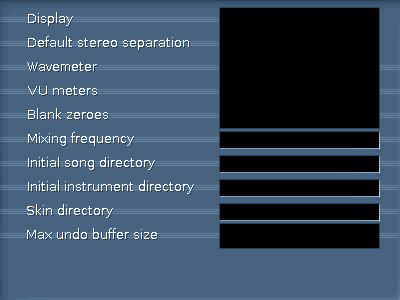 Display
Default stereo separation
Wavemeter
VU meters
Blank zeroes
Mixing frequency
Initial song directory
Initial instrument directory
Skin directory
Max undo buffer size